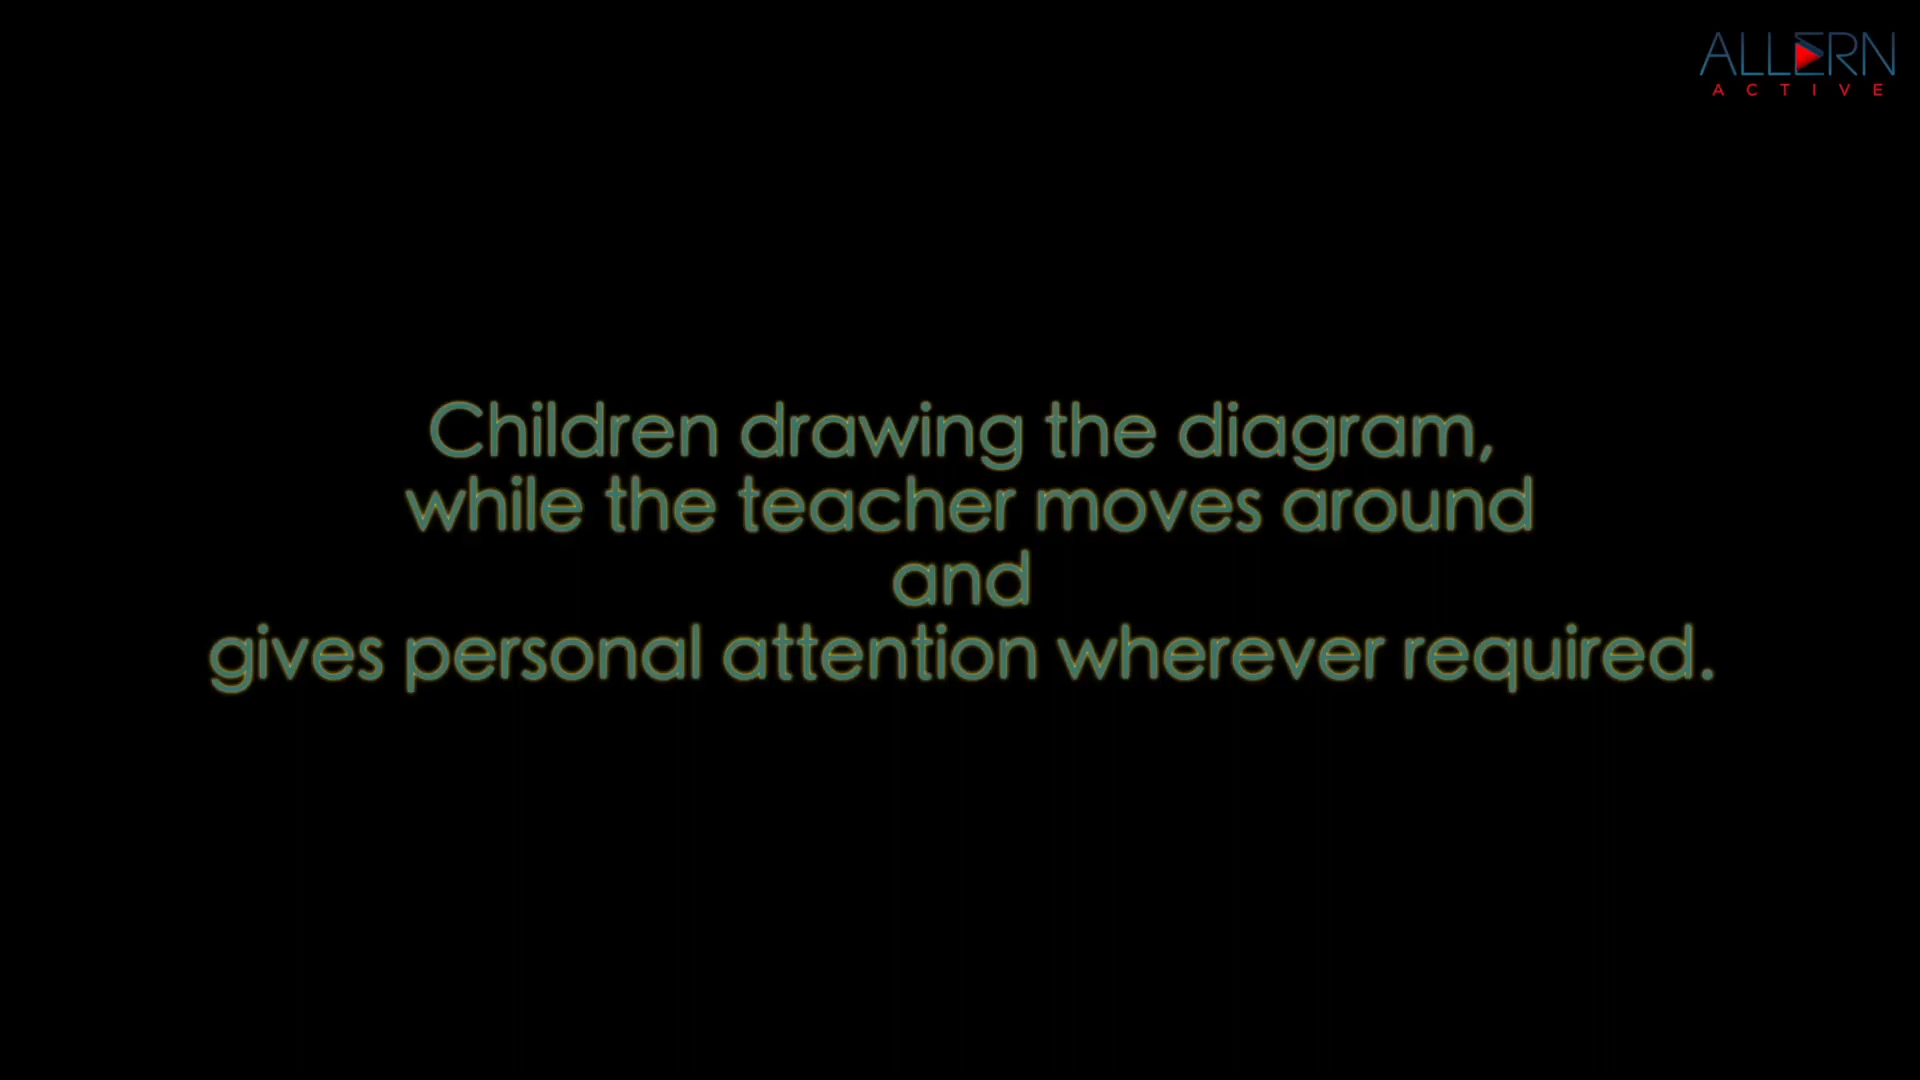 ALLERN
ACTIVE
Children drawing the diagram,
while the teacher moves around
and
gives personal attention wherever required.